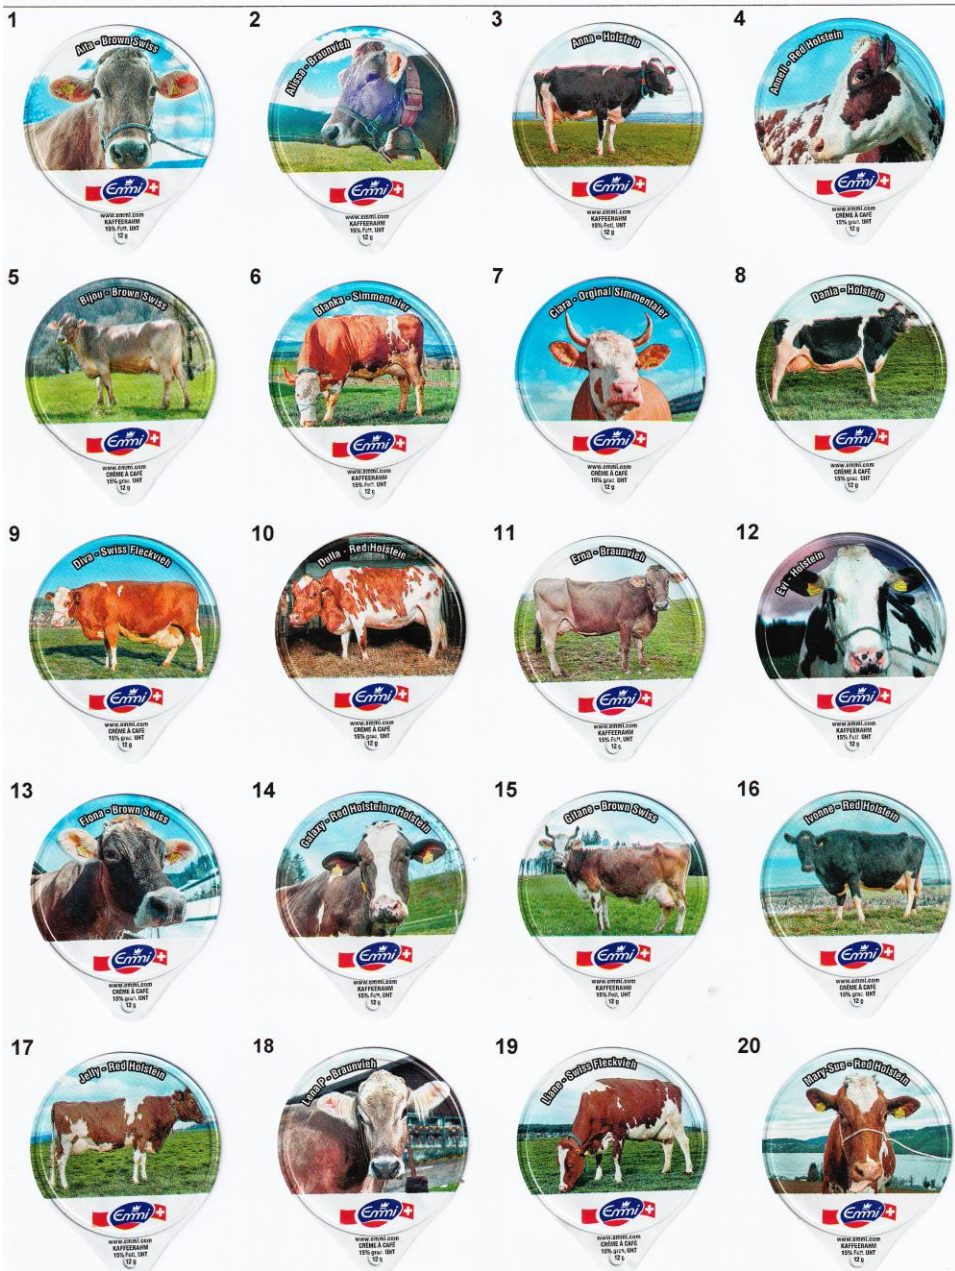 1
Aita - Brown Swiss
Emmi
www.emmi.com
KAFFEERAHM
15% Fett, UHT
12 g
2
Alissa - Braunvieh
Emmi
www.emmi.com
KAFFEERAHM
15% Fett, UHT
12 g
3
Anna - Holstein
Emmi
www.emmi.com
KAFFEERAHM
15% Fett, UHT
12 g
4
Anneli - Red Holstein
Emmi
www.emmi.com
CRÈME À CAFÉ
15% gras, UHT
12 g
5
Bijou - Brown Swiss
Emmi
www.emmi.com
CRÈME À CAFÉ
15% gras, UHT
12 g
6
Blanka - Simmentaler
Emmi
www.emmi.com
KAFFEERAHM
15% Fett, UHT
12 g
7
Clara - Orginal Simmentaler
Emmi
www.emmi.com
CRÈME À CAFÉ
15% gras, UHT
12 g
8
Dania - Holstein
Emmi
www.emmi.com
CRÈME À CAFÉ
15% gras, UHT
12 g
9
Diva - Swiss Fleckvieh
Emmi
www.emmi.com
CRÈME À CAFÉ
15% gras, UHT
12 g
10
Dulla - Red Holstein
Emmi
www.emmi.com
CRÈME À CAFÉ
15% gras, UHT
12 g
11
Erna - Braunvieh
Emmi
www.emmi.com
KAFFEERAHM
15% Fett, UHT
12 g
12
Evi - Holstein
Emmi
www.emmi.com
KAFFEERAHM
15% Fett, UHT
12 g
13
Fiona - Brown Swiss
Emmi
www.emmi.com
CRÈME À CAFÉ
15% gras, UHT
12 g
14
Galaxy - Red Holstein x Holstein
Emmi
www.emmi.com
KAFFEERAHM
15% Fett, UHT
12 g
15
Gitane - Brown Swiss
Emmi
www.emmi.com
KAFFEERAHM
15% Fett, UHT
12 g
16
Ivonne - Red Holstein
Emmi
www.emmi.com
CRÈME À CAFÉ
15% gras, UHT
12 g
17
Jelly - Red Holstein
Emmi
www.emmi.com
KAFFEERAHM
15% Fett, UHT
12 g
18
Lena P - Braunvieh
Emmi
www.emmi.com
CRÈME À CAFÉ
15% gras, UHT
12 g
19
Liane - Swiss Fleckvieh
Emmi
www.emmi.com
CRÈME À CAFÉ
15% gras, UHT
12 g
20
Mary-Sue - Red Holstein
Emmi
www.emmi.com
KAFFEERAHM
15% Fett, UHT
12 g